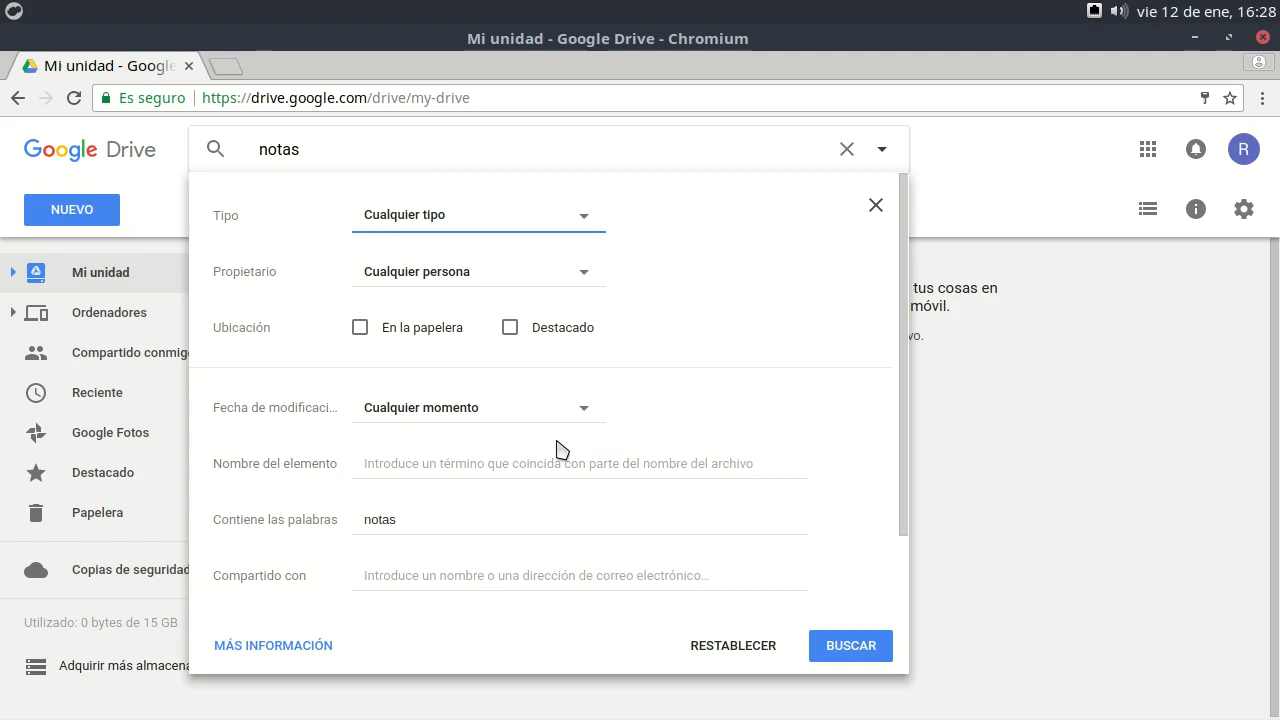 vie 12 de ene, 16:28
Mi unidad - Google Drive - Chromium
Mi unidad - Google
Es seguro
https://drive.google.com/drive/my-drive
Google Drive
notas
R
NUEVO
Tipo
Cualquier tipo
Propietario
Cualquier persona
Ubicación
En la papelera
Destacado
Fecha de modificaci...
Cualquier momento
Nombre del elemento
Introduce un término que coincida con parte del nombre del archivo
Contiene las palabras
notas
Compartido con
Introduce un nombre o una dirección de correo electrónico...
MÁS INFORMACIÓN
RESTABLECER
BUSCAR
Mi unidad
Ordenadores
Compartido conmigo
Reciente
Google Fotos
Destacado
Papelera
Copias de seguridad
Utilizado: 0 bytes de 15 GB
Adquirir más almacena
tus cosas en
móvil.
vo.